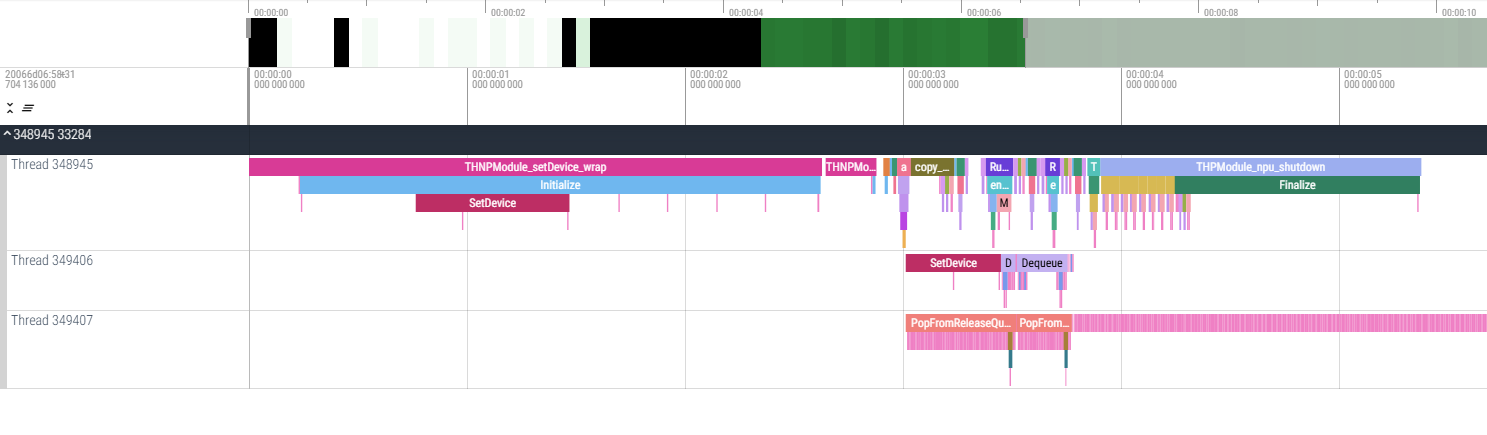 00:00:00 00:00:02 00:00:04 00:00:06 00:00:08 00:00:10
00:00:00 00:00:01 00:00:02 00:00:03 00:00:04 00:00:05
704 136 000 000 000 000 000 000 000 000 000 000 000 000 000 000 000 000 000 000 000
348945 33284
Thread 348945
THNPModule_setDevice_wrap THNPMo... a copy_... Ru... R T THPModule_npu_shutdown
Initialize en... e Finalize
SetDevice M
Thread 349406
SetDevice D Dequeue
Thread 349407
PopFromReleaseQu... PopFrom...